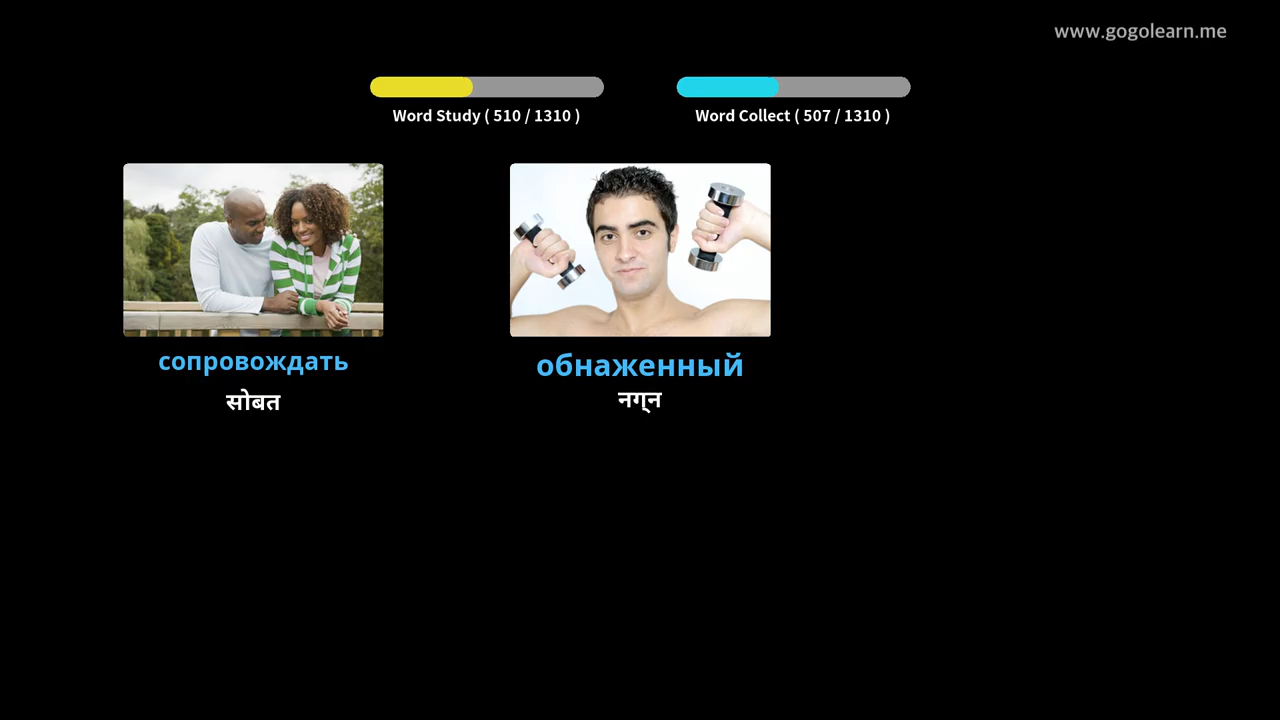 www.gogolearn.me
Word Study ( 510 / 1310 )
Word Collect ( 507 / 1310 )
сопровождать
सोबत
обнаженный
नग्न